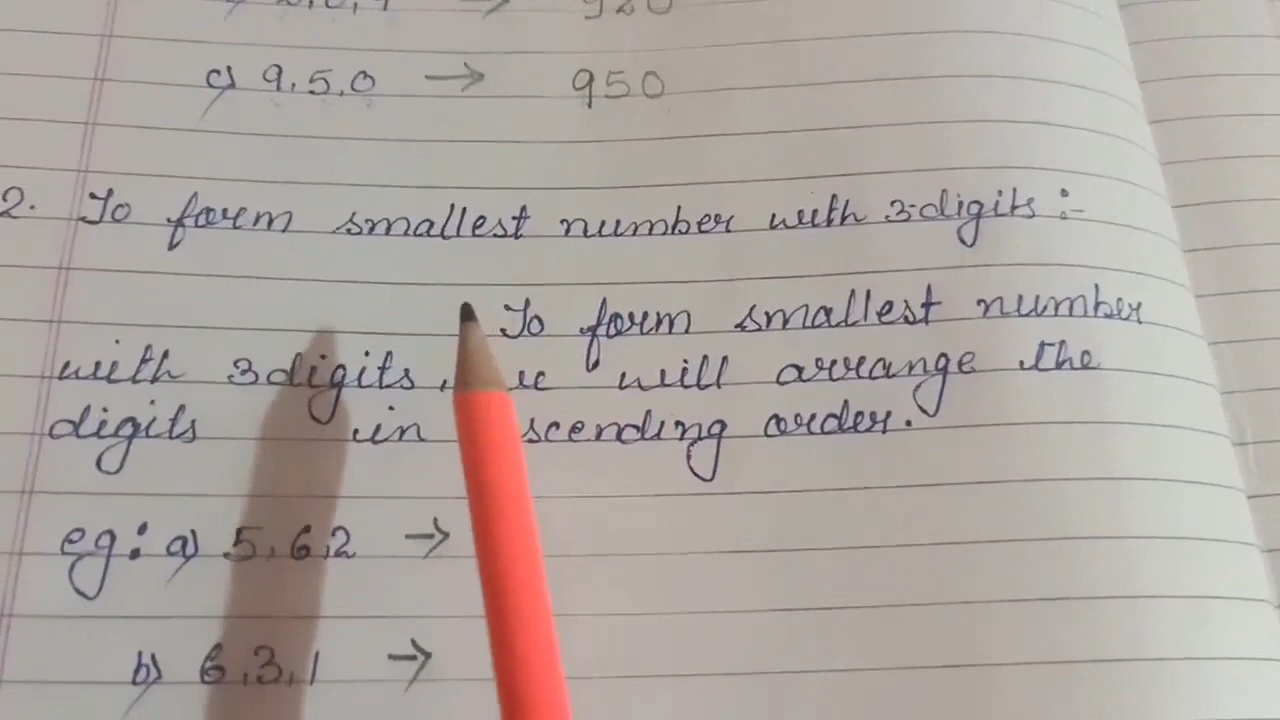 920
c) 9,5,0 → 950
2. To form smallest number with 3 digits :-
To form smallest number
with 3 digits, will arrange the
digits in scending order.
eg: a) 5,6,2 →
b) 6,3,1 →